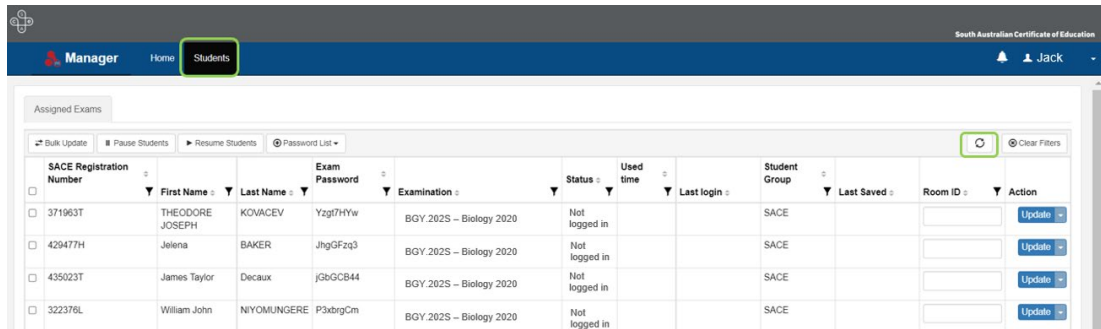 South Australian Certificate of Education
Manager Home Students Jack
Assigned Exams
Bulk Update Pause Students Resume Students Password List Clear Filters
SACE Registration Number First Name Last Name Exam Password Examination Status Used time Last login Student Group Last Saved Room ID Action
371963T THEODORE JOSEPH KOVACEV Yzgt7HYw BGY.202S – Biology 2020 Not logged in SACE Update
429477H Jelena BAKER JhgGFzq3 BGY.202S – Biology 2020 Not logged in SACE Update
435023T James Taylor Decaux jGbGCB44 BGY.202S – Biology 2020 Not logged in SACE Update
322376L William John NIYOMUNGERE P3xbrgCm BGY.202S – Biology 2020 Not logged in SACE Update